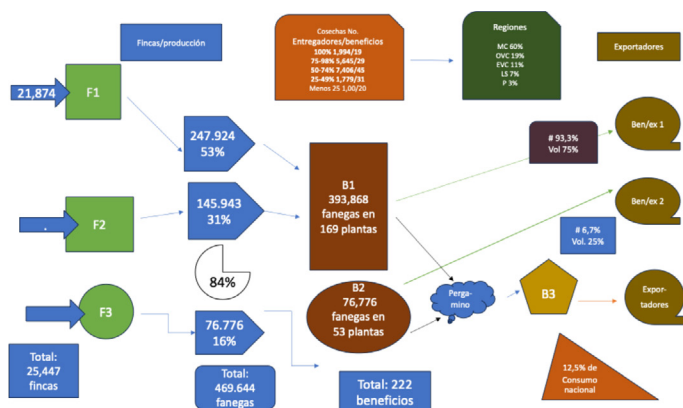 Fincas/producción
Cosechas No.
Entregadores/beneficios
100% 1,994/19
75-98% 5,645/29
50-74% 7,406/45
25-49% 1,779/31
Menos 25 1,00/20
Regiones
MC 60%
OVC 19%
EVC 11%
LS 7%
P 3%
Exportadores
21,874
F1
247.924
53%
# 93,3%
Vol 75%
Ben/ex 1
B1
393,868
fanegas en
169 plantas
.
F2
145.943
31%
Ben/ex 2
# 6,7%
Vol. 25%
84%
B2
76,776
fanegas en
53 plantas
Perga-
mino
B3
Expor-
tadores
F3
76.776
16%
Total:
25,447
fincas
Total:
469.644
fanegas
Total: 222
beneficios
12,5% de
Consumo
nacional